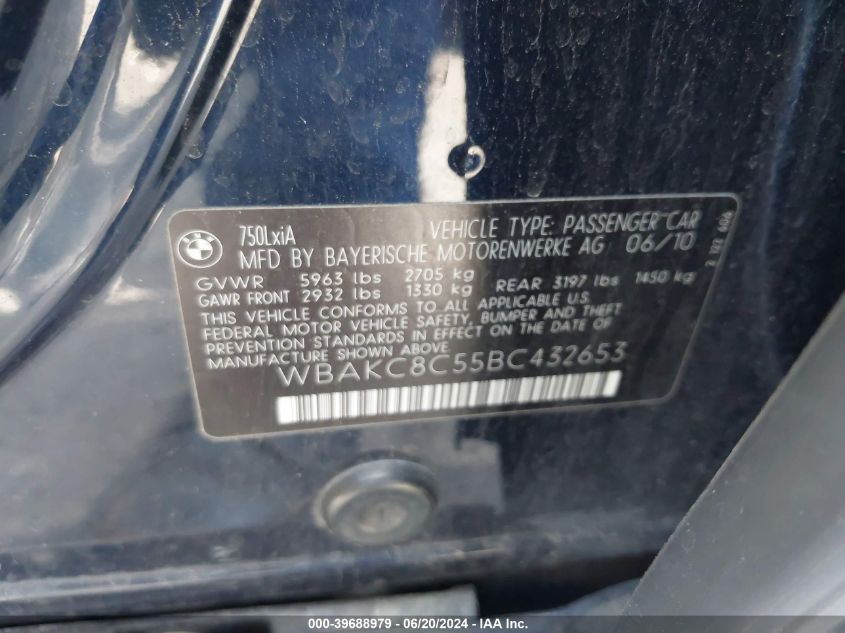 BMW
750LxiA VEHICLE TYPE: PASSENGER CAR
MFD BY BAYERISCHE MOTORENWERKE AG 06/10
GVWR 5963 lbs 2705 kg
GAWR FRONT 2932 lbs 1330 kg REAR 3197 lbs 1450 kg
THIS VEHICLE CONFORMS TO ALL APPLICABLE U.S.
FEDERAL MOTOR VEHICLE SAFETY, BUMPER AND THEFT
PREVENTION STANDARDS IN EFFECT ON THE DATE OF
MANUFACTURE SHOWN ABOVE
WBAKC8C55BC432653
000-39688979 / 06/20/2024 - IAA Inc.